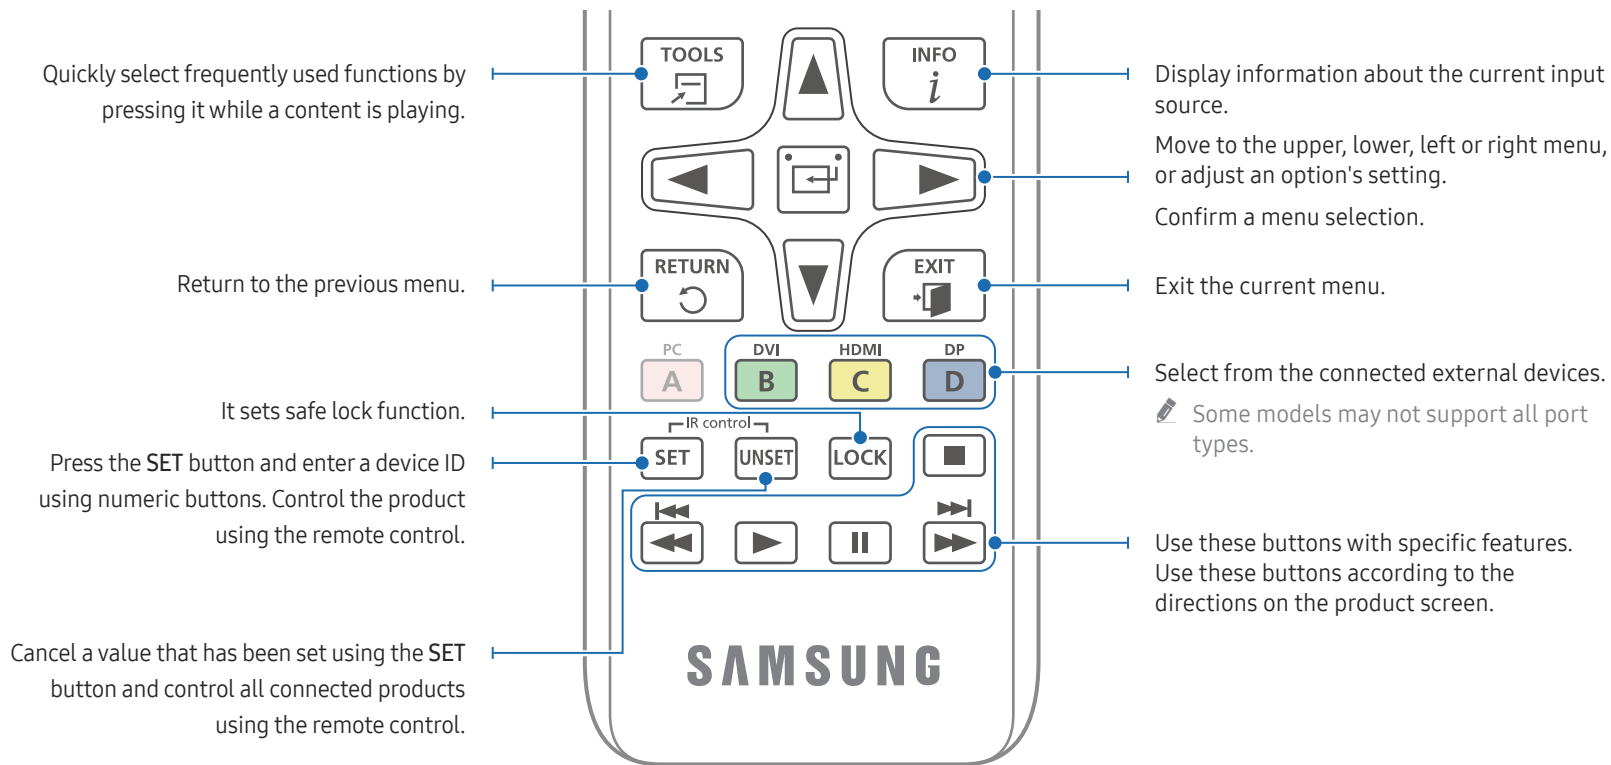 TOOLS
INFO
Quickly select frequently used functions by
pressing it while a content is playing.
Display information about the current input
source.
Move to the upper, lower, left or right menu,
or adjust an option's setting.
Confirm a menu selection.
RETURN
EXIT
Return to the previous menu.
Exit the current menu.
PC
DVI
HDMI
DP
A
B
C
D
Select from the connected external devices.
Some models may not support all port
types.
It sets safe lock function.
IR control
SET
UNSET
LOCK
Press the SET button and enter a device ID
using numeric buttons. Control the product
using the remote control.
Use these buttons with specific features.
Use these buttons according to the
directions on the product screen.
Cancel a value that has been set using the SET
button and control all connected products
using the remote control.
SAMSUNG